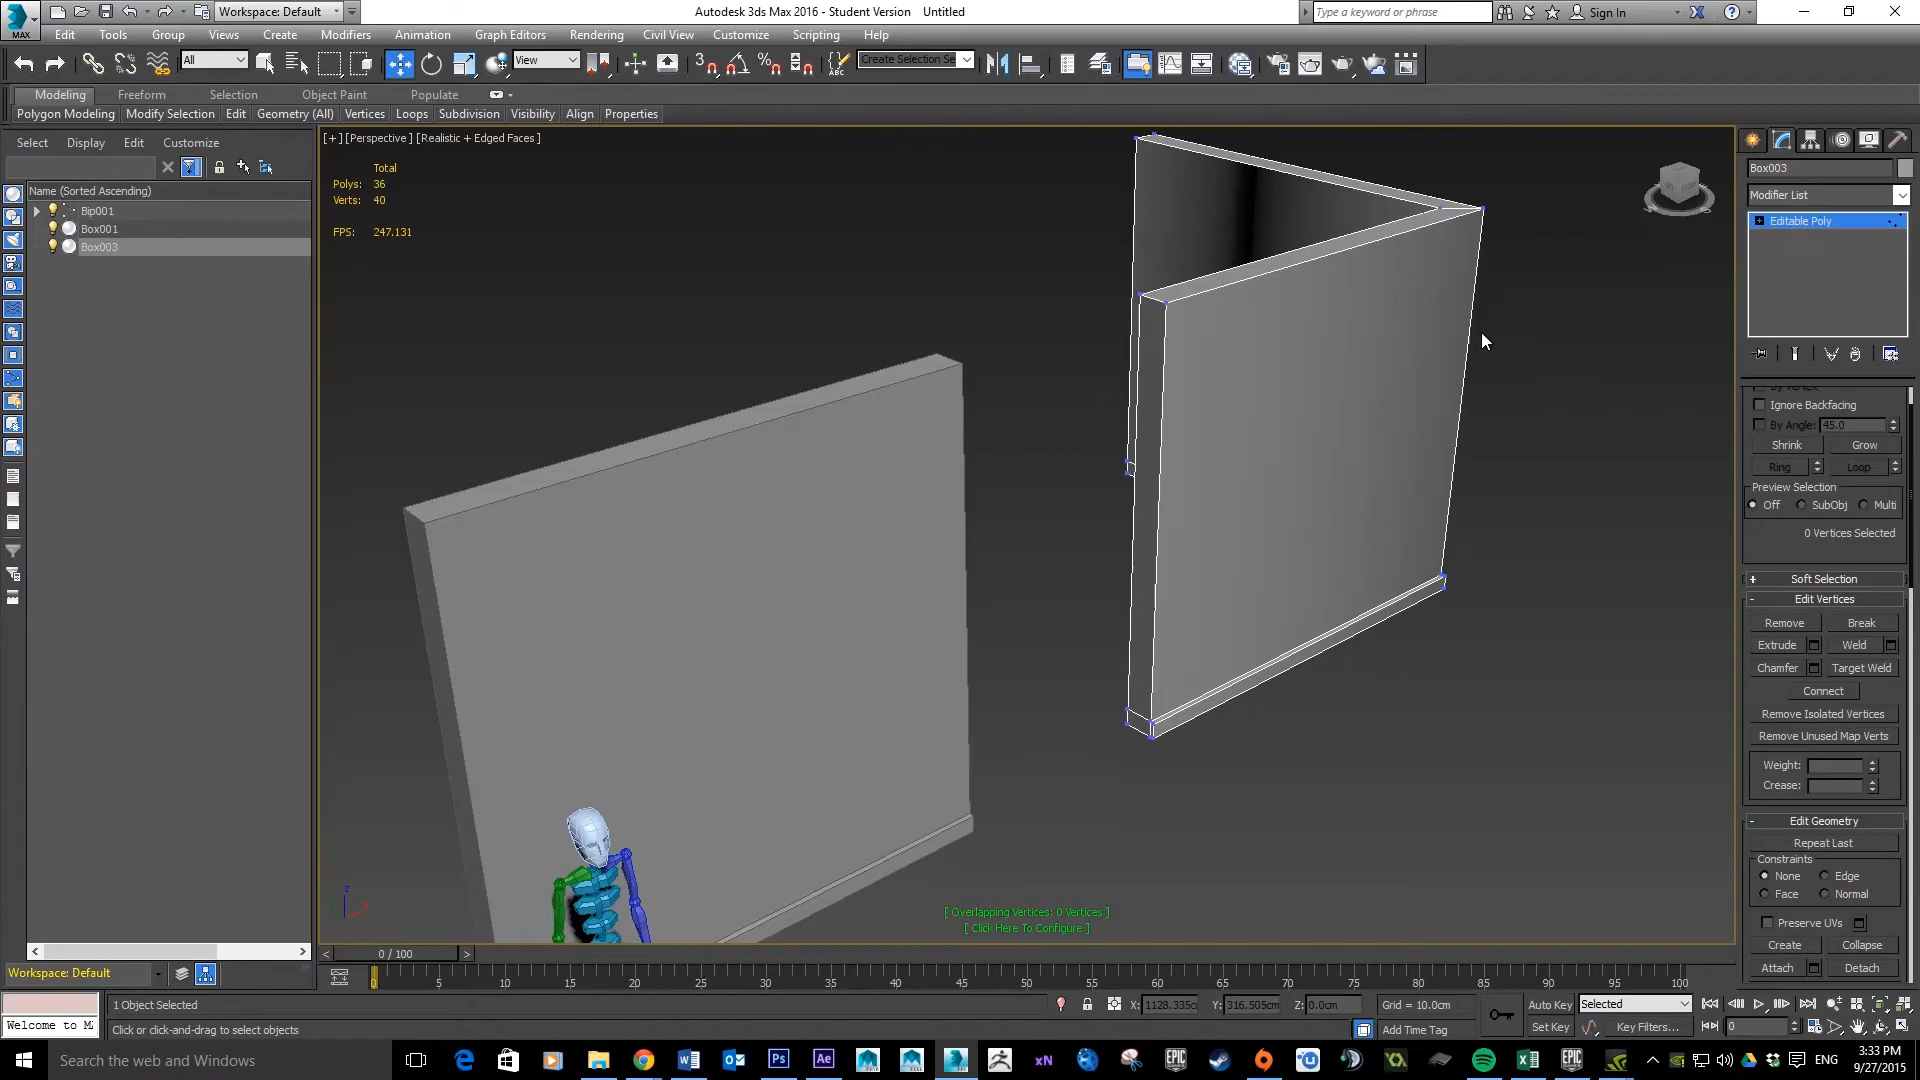 Workspace: Default
Autodesk 3ds Max 2016 - Student Version    Untitled
Type a keyword or phrase
Sign In
MAX
Edit Tools Group Views Create Modifiers Animation Graph Editors Rendering Civil View Customize Scripting Help
All
View
Create Selection Se
Modeling Freeform Selection Object Paint Populate
Polygon Modeling Modify Selection Edit Geometry (All) Vertices Loops Subdivision Visibility Align Properties
Select Display Edit Customize
Name (Sorted Ascending)
Bip001
Box001
Box003
[+] [Perspective] [Realistic + Edged Faces]
Total
Polys: 36
Verts: 40
FPS: 247.131
[ Overlapping Vertices: 0 Vertices ]
[ Click Here To Configure ]
z
Box003
Modifier List
Editable Poly
Ignore Backfacing
By Angle: 45.0
Shrink Grow
Ring Loop
Preview Selection
Off SubObj Multi
0 Vertices Selected
+ Soft Selection
- Edit Vertices
Remove Break
Extrude Weld
Chamfer Target Weld
Connect
Remove Isolated Vertices
Remove Unused Map Verts
Weight:
Crease:
- Edit Geometry
Repeat Last
Constraints
None Edge
Face Normal
Preserve UVs
Create Collapse
Attach Detach
< 0 / 100 >
Workspace: Default
0 5 10 15 20 25 30 35 40 45 50 55 60 65 70 75 80 85 90 95 100
1 Object Selected
X: 1128.335c Y: 316.505cm Z: 0.0cm Grid = 10.0cm
Auto Key Selected
Welcome to M
Click or click-and-drag to select objects
Add Time Tag
Set Key Key Filters...
0
Search the web and Windows
xN
EPIC
EPIC
ENG
3:33 PM
9/27/2015